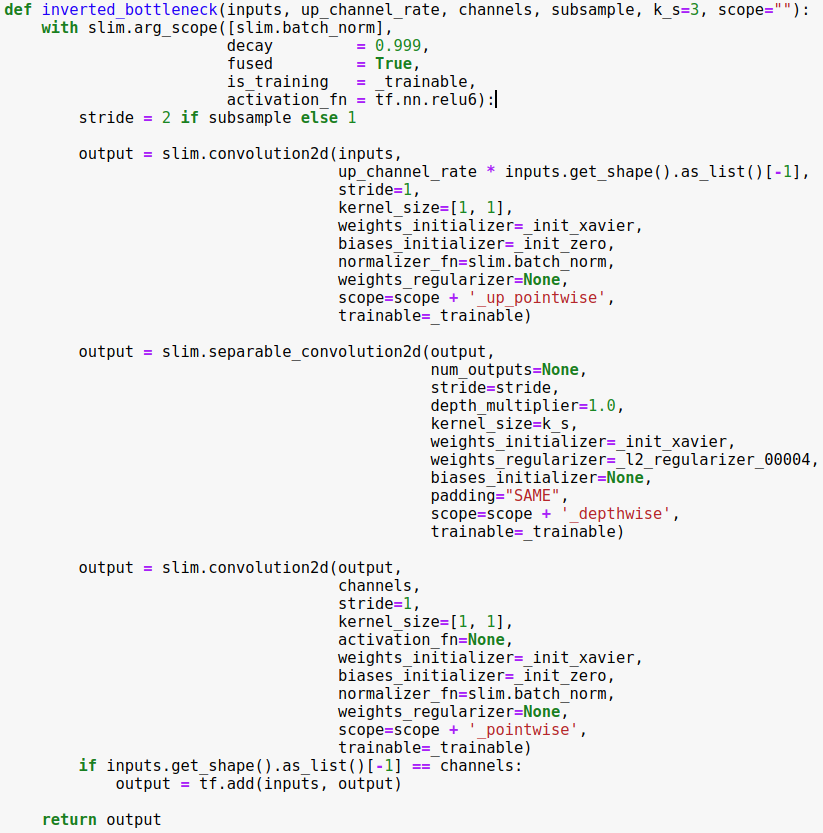 def inverted_bottleneck(inputs, up_channel_rate, channels, subsample, k_s=3, scope=""):
    with slim.arg_scope([slim.batch_norm],
                        decay         = 0.999,
                        fused         = True,
                        is_training   = _trainable,
                        activation_fn = tf.nn.relu6):
        stride = 2 if subsample else 1

        output = slim.convolution2d(inputs,
                                    up_channel_rate * inputs.get_shape().as_list()[-1],
                                    stride=1,
                                    kernel_size=[1, 1],
                                    weights_initializer=_init_xavier,
                                    biases_initializer=_init_zero,
                                    normalizer_fn=slim.batch_norm,
                                    weights_regularizer=None,
                                    scope=scope + '_up_pointwise',
                                    trainable=_trainable)

        output = slim.separable_convolution2d(output,
                                              num_outputs=None,
                                              stride=stride,
                                              depth_multiplier=1.0,
                                              kernel_size=k_s,
                                              weights_initializer=_init_xavier,
                                              weights_regularizer=_l2_regularizer_00004,
                                              biases_initializer=None,
                                              padding="SAME",
                                              scope=scope + '_depthwise',
                                              trainable=_trainable)

        output = slim.convolution2d(output,
                                    channels,
                                    stride=1,
                                    kernel_size=[1, 1],
                                    activation_fn=None,
                                    weights_initializer=_init_xavier,
                                    biases_initializer=_init_zero,
                                    normalizer_fn=slim.batch_norm,
                                    weights_regularizer=None,
                                    scope=scope + '_pointwise',
                                    trainable=_trainable)
        if inputs.get_shape().as_list()[-1] == channels:
            output = tf.add(inputs, output)

    return output